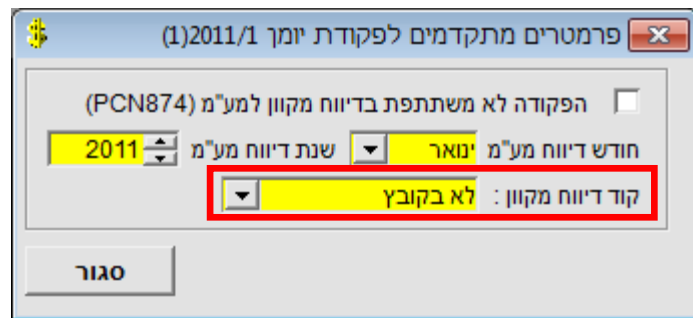 פרמטרים מתקדמים לפקודת יומן 2011/1(1)
הפקודה לא משתתפת בדיווח מקוון למע"מ (PCN874)
חודש דיווח מע"מ ינואר שנת דיווח מע"מ 2011
קוד דיווח מקוון : לא בקובץ
סגור